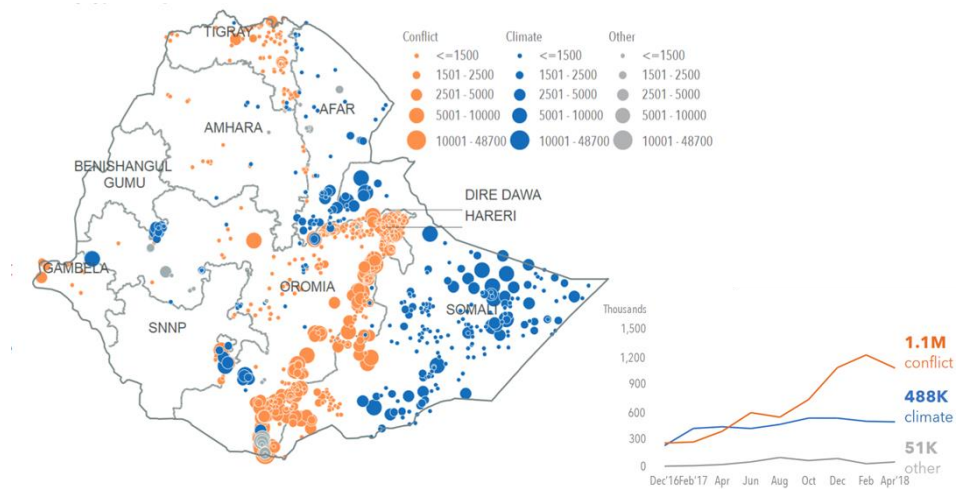 Conflict
<=1500
1501 - 2500
2501 - 5000
5001 - 10000
10001 - 48700
Climate
<=1500
1501 - 2500
2501 - 5000
5001 - 10000
10001 - 48700
Other
<=1500
1501 - 2500
2501 - 5000
5001 - 10000
10001 - 48700
TIGRAY
AFAR
AMHARA
BENISHANGUL
GUMU
DIRE DAWA
HARERI
GAMBELA
OROMIA
SOMALI
SNNP
Thousands
1,500
1,200
900
600
300
0
Dec'16 Feb'17 Apr Jun Aug Oct Dec Feb Apr'18
1.1M
conflict
488K
climate
51K
other